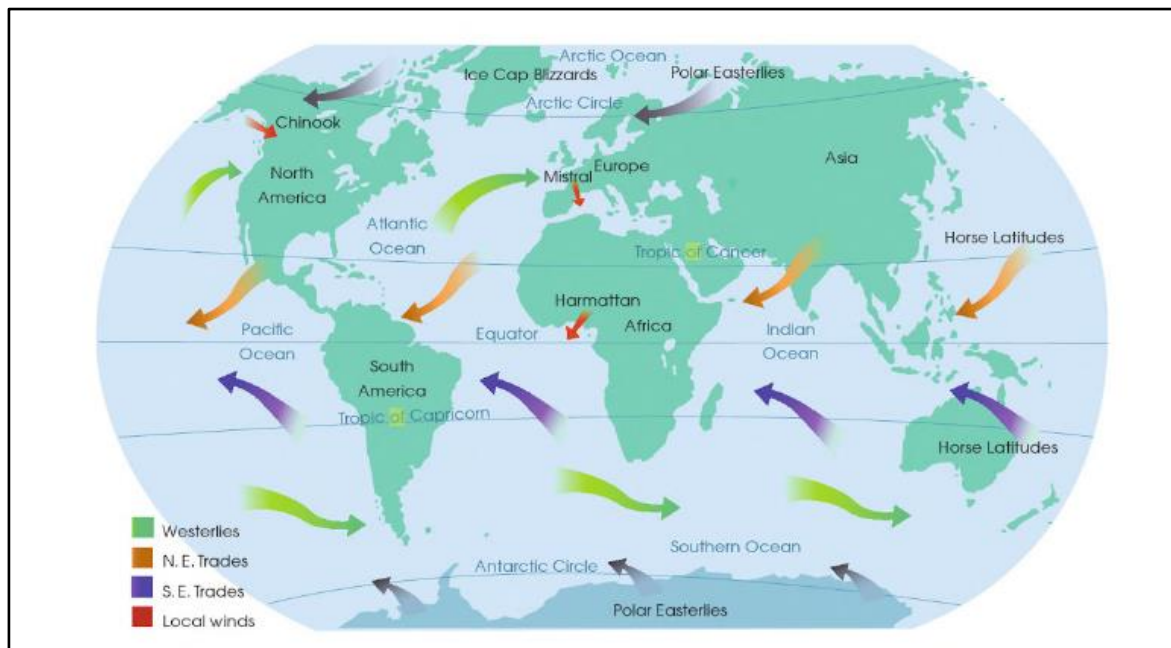 Arctic Ocean
Ice Cap Blizzards
Polar Easterlies
Arctic Circle
Chinook
North
America
Mistral
Europe
Asia
Atlantic
Ocean
Tropic of Cancer
Horse Latitudes
Harmattan
Africa
Pacific
Ocean
Equator
Indian
Ocean
South
America
Tropic of Capricorn
Horse Latitudes
Southern Ocean
Antarctic Circle
Polar Easterlies
Westerlies
N.E. Trades
S.E. Trades
Local winds